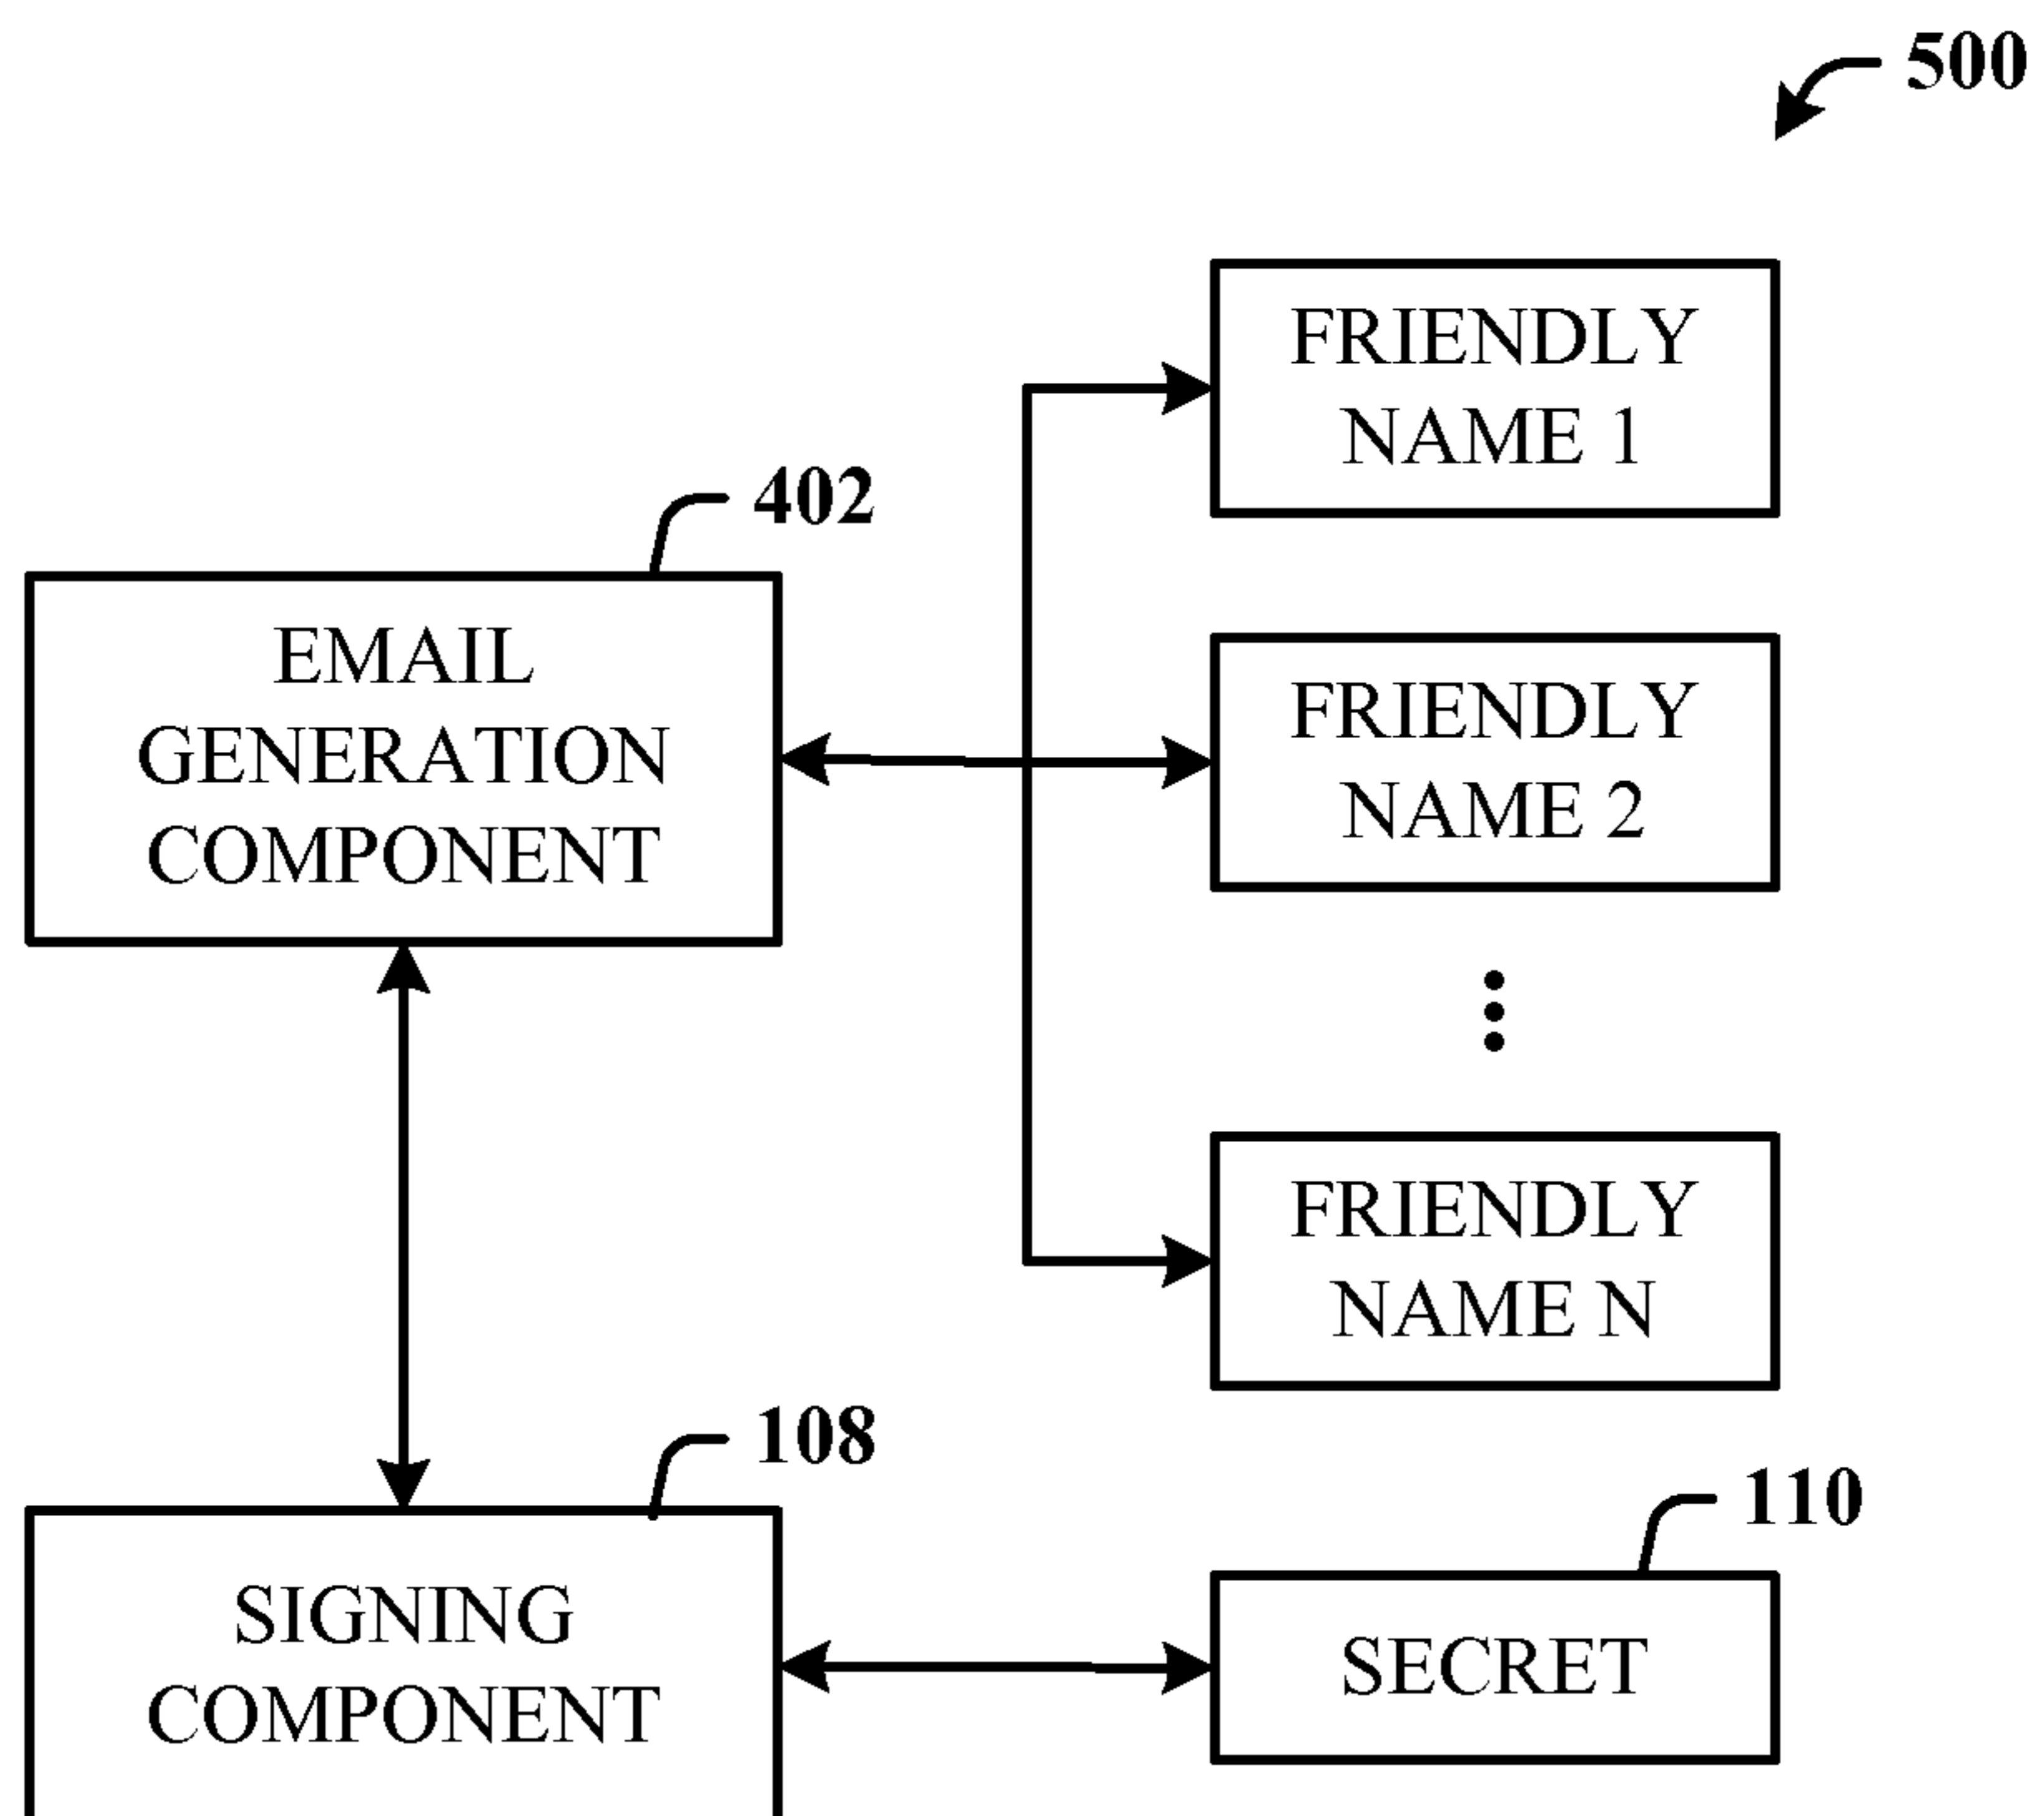 500
FRIENDLY
NAME 1
402
EMAIL
GENERATION
COMPONENT
FRIENDLY
NAME 2
FRIENDLY
NAME N
108
SIGNING
COMPONENT
110
SECRET